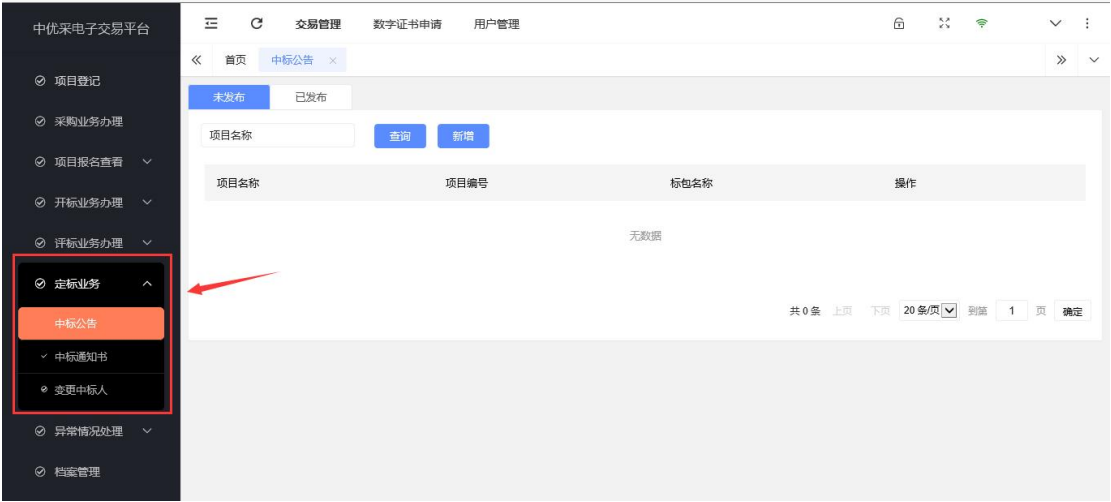 中优采电子交易平台
交易管理 数字证书申请 用户管理
首页 中标公告 ×
项目登记
采购业务办理
项目报名查看
开标业务办理
评标业务办理
定标业务
中标公告
中标通知书
变更中标人
异常情况处理
档案管理
未发布 已发布
项目名称 查询 新增
项目名称 项目编号 标包名称 操作
无数据
共 0 条 上页 下页 20 条/页 到第 1 页 确定